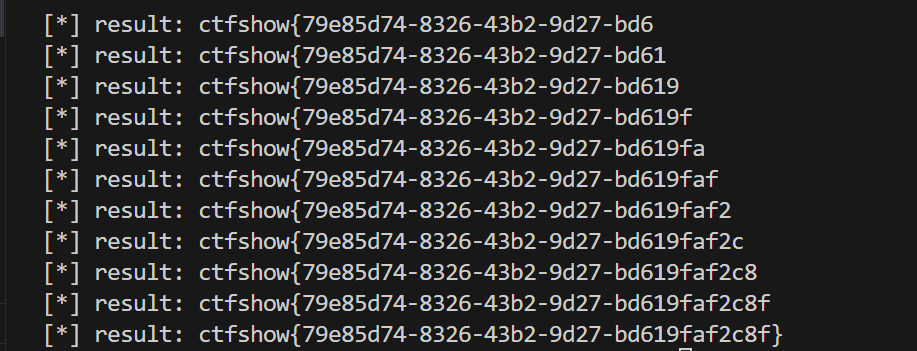 [*] result: ctfshow{79e85d74-8326-43b2-9d27-bd6
[*] result: ctfshow{79e85d74-8326-43b2-9d27-bd61
[*] result: ctfshow{79e85d74-8326-43b2-9d27-bd619
[*] result: ctfshow{79e85d74-8326-43b2-9d27-bd619f
[*] result: ctfshow{79e85d74-8326-43b2-9d27-bd619fa
[*] result: ctfshow{79e85d74-8326-43b2-9d27-bd619faf
[*] result: ctfshow{79e85d74-8326-43b2-9d27-bd619faf2
[*] result: ctfshow{79e85d74-8326-43b2-9d27-bd619faf2c
[*] result: ctfshow{79e85d74-8326-43b2-9d27-bd619faf2c8
[*] result: ctfshow{79e85d74-8326-43b2-9d27-bd619faf2c8f
[*] result: ctfshow{79e85d74-8326-43b2-9d27-bd619faf2c8f}